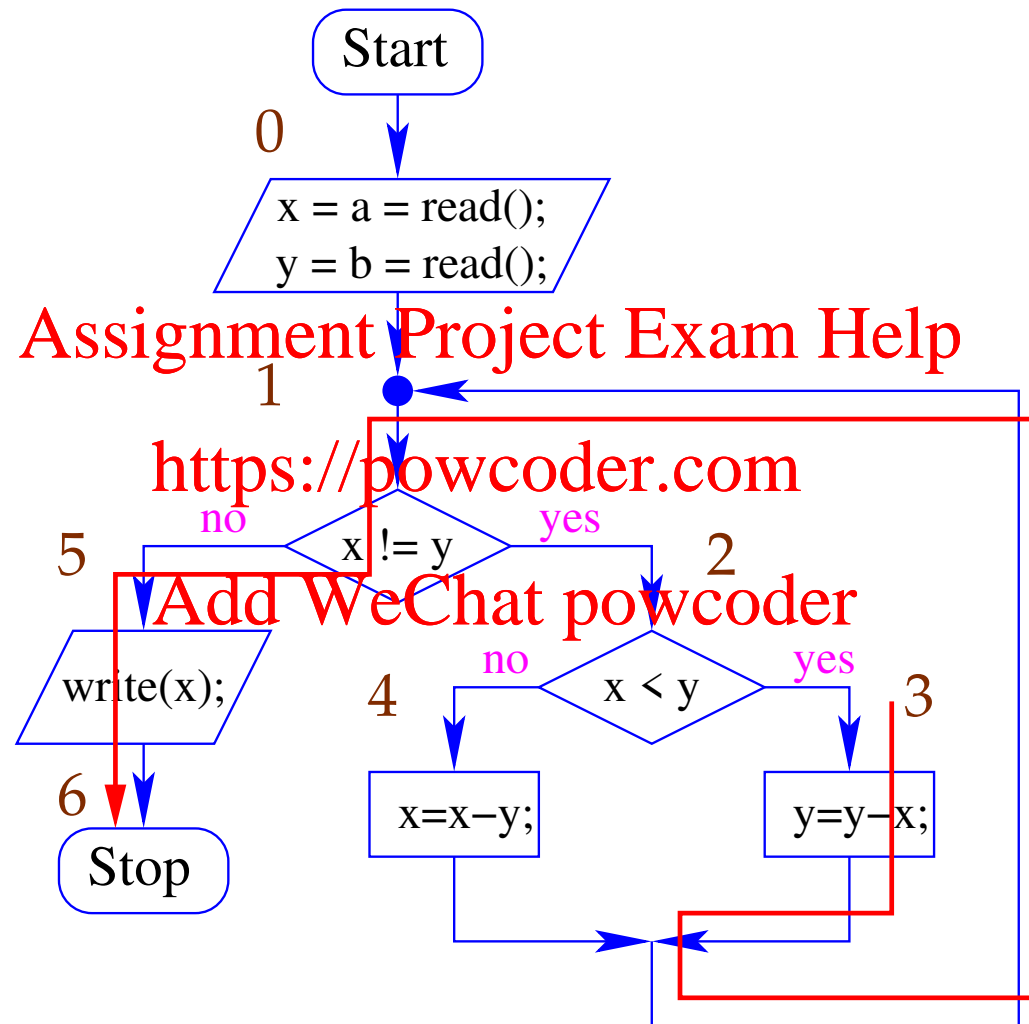 Start
0
x = a = read();
y = b = read();
Assignment Project Exam Help
1
https://powcoder.com
no
yes
5
x != y
2
Add WeChat powcoder
no
yes
write(x);
4
x < y
3
6
x=x−y;
y=y−x;
Stop